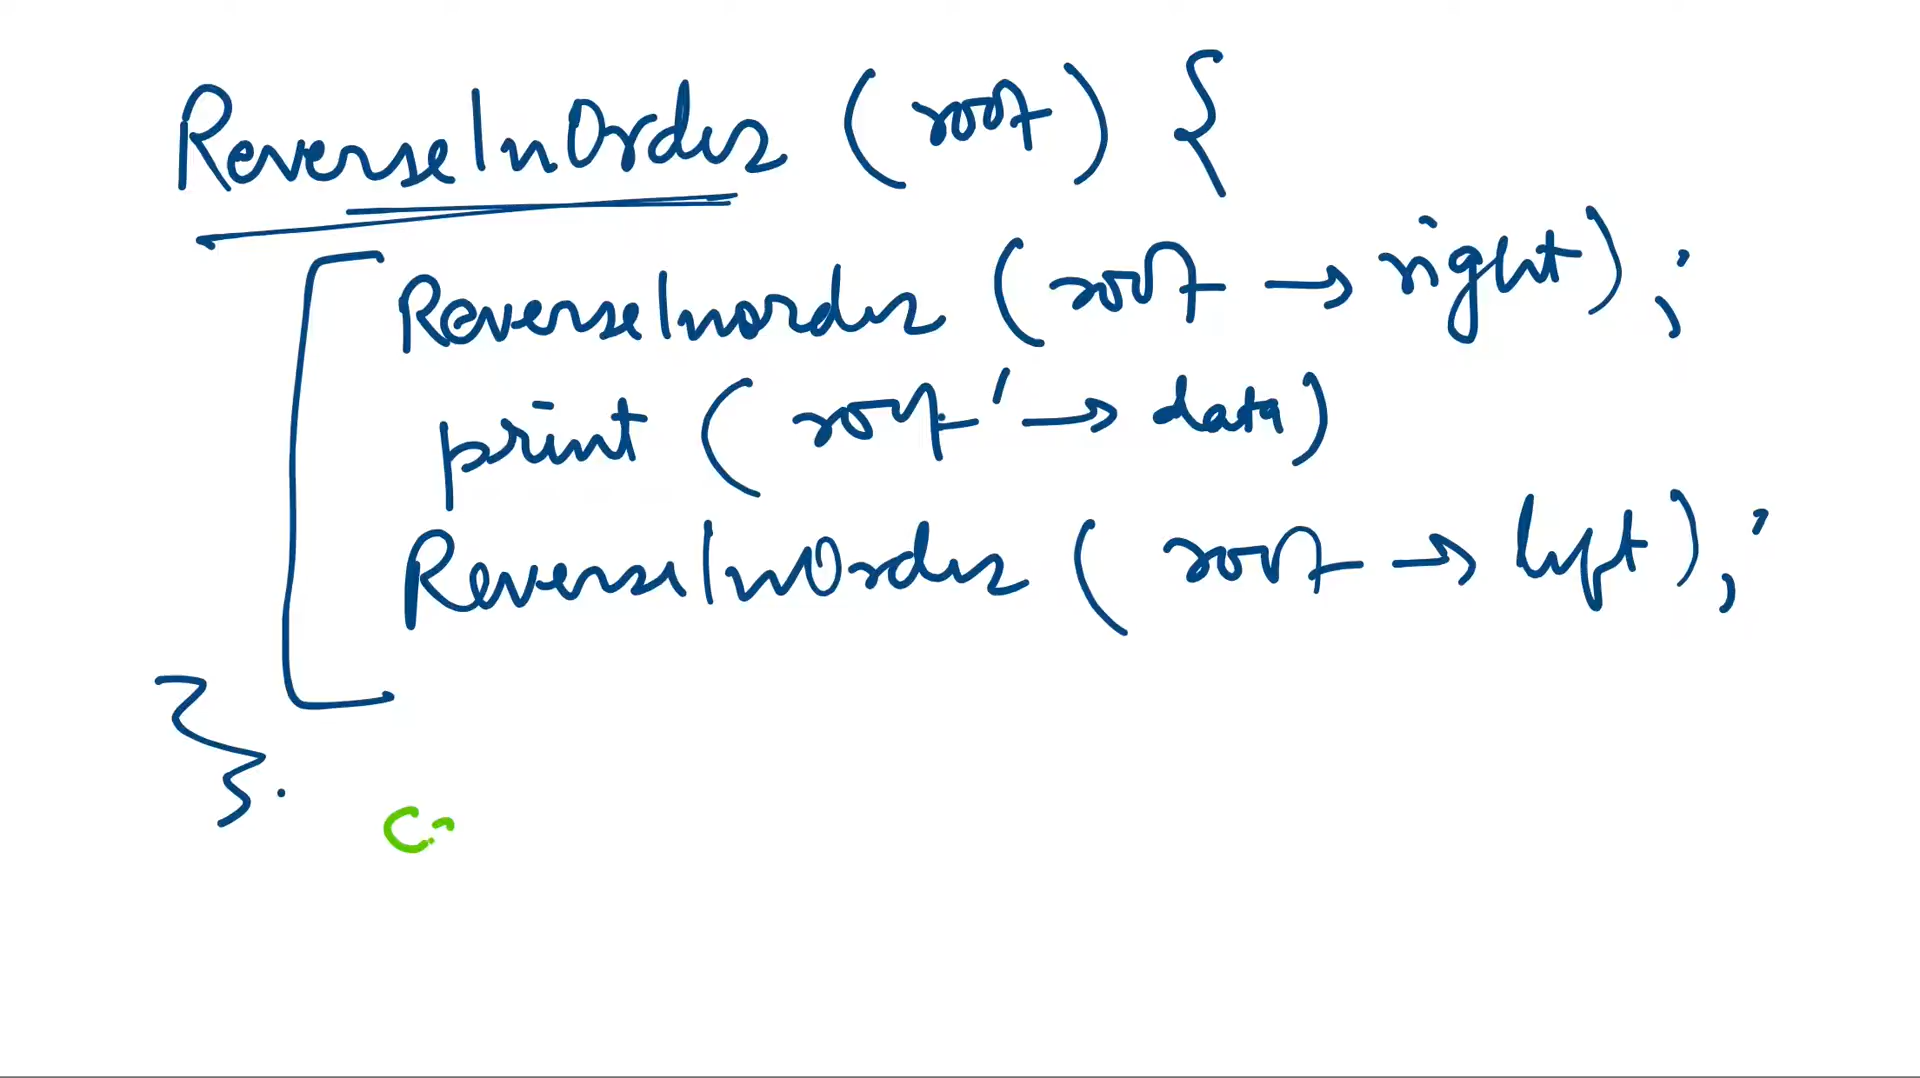 ReverseInOrder (root) {
ReverseInorder (root → right);
print (root → data)
ReverseInOrder (root → left);
}.